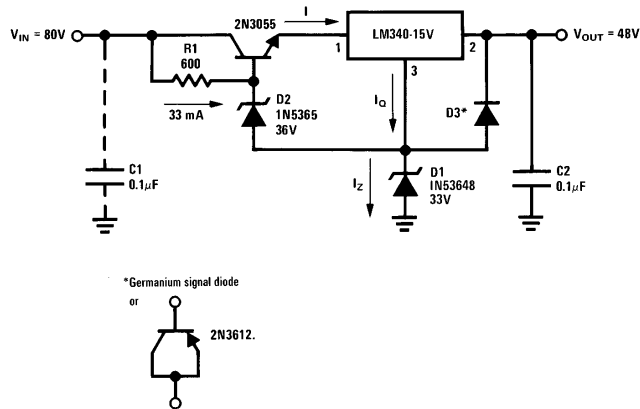 2N3055
I
V_IN = 80V
R1
600
LM340-15V
1
2
3
V_OUT = 48V
33 mA
D2
1N5365
36V
I_Q
D3*
C1
0.1μF
I_Z
D1
IN53648
33V
C2
0.1μF
*Germanium signal diode
or
2N3612.